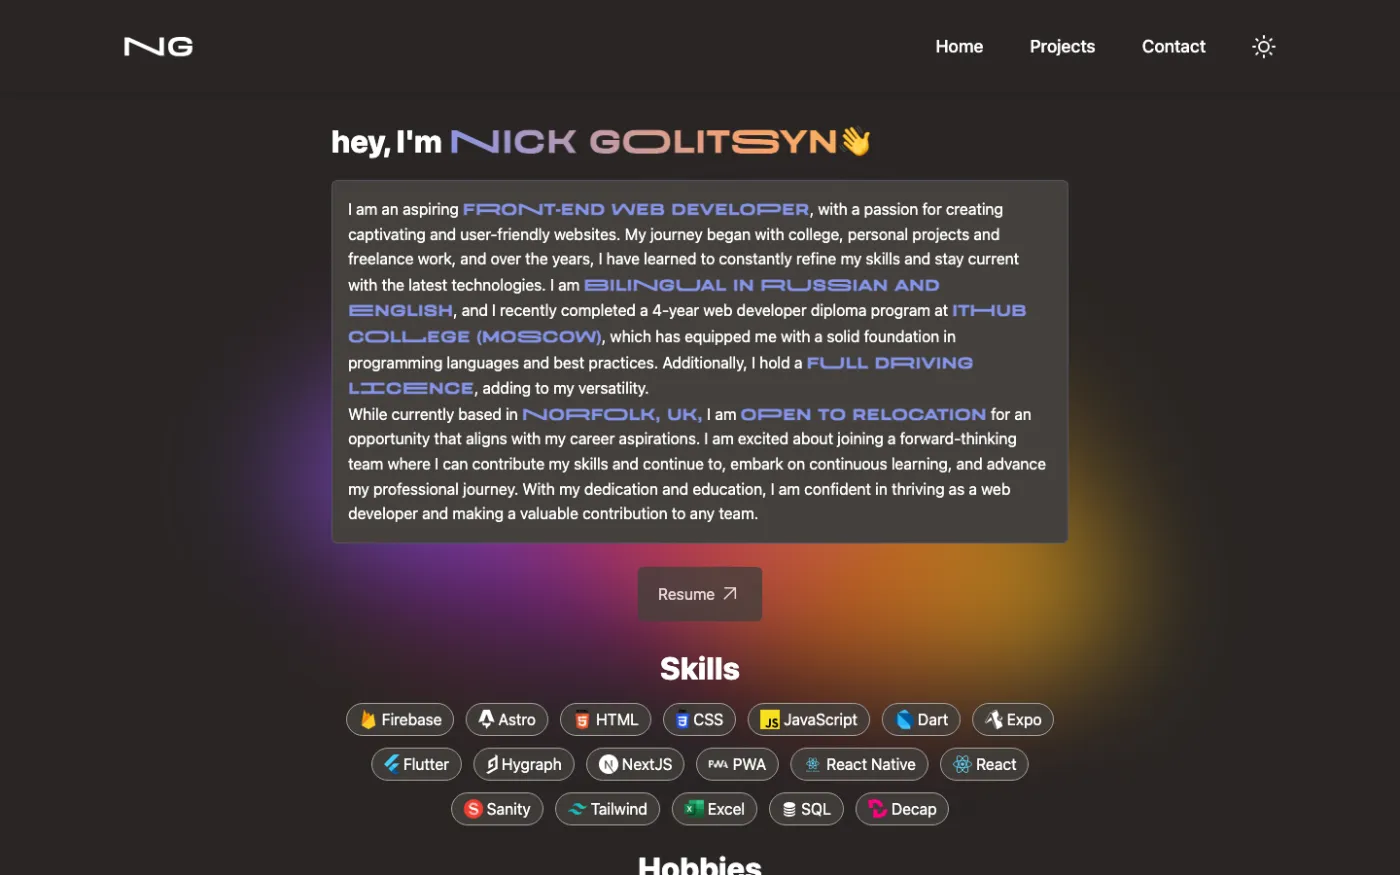 NG
Home
Projects
Contact
hey, I'm NICK GOLITSYN👋
I am an aspiring FRONT-END WEB DEVELOPER, with a passion for creating
captivating and user-friendly websites. My journey began with college, personal projects and
freelance work, and over the years, I have learned to constantly refine my skills and stay current
with the latest technologies. I am BILINGUAL IN RUSSIAN AND
ENGLISH, and I recently completed a 4-year web developer diploma program at ITHUB
COLLEGE (MOSCOW), which has equipped me with a solid foundation in
programming languages and best practices. Additionally, I hold a FULL DRIVING
LICENCE, adding to my versatility.
While currently based in NORFOLK, UK, I am OPEN TO RELOCATION for an
opportunity that aligns with my career aspirations. I am excited about joining a forward-thinking
team where I can contribute my skills and continue to, embark on continuous learning, and advance
my professional journey. With my dedication and education, I am confident in thriving as a web
developer and making a valuable contribution to any team.
Resume
Skills
Firebase
Astro
HTML
CSS
JS JavaScript
Dart
Expo
Flutter
Hygraph
N NextJS
PWA PWA
React Native
React
S Sanity
Tailwind
Excel
SQL
Decap
Hobbies